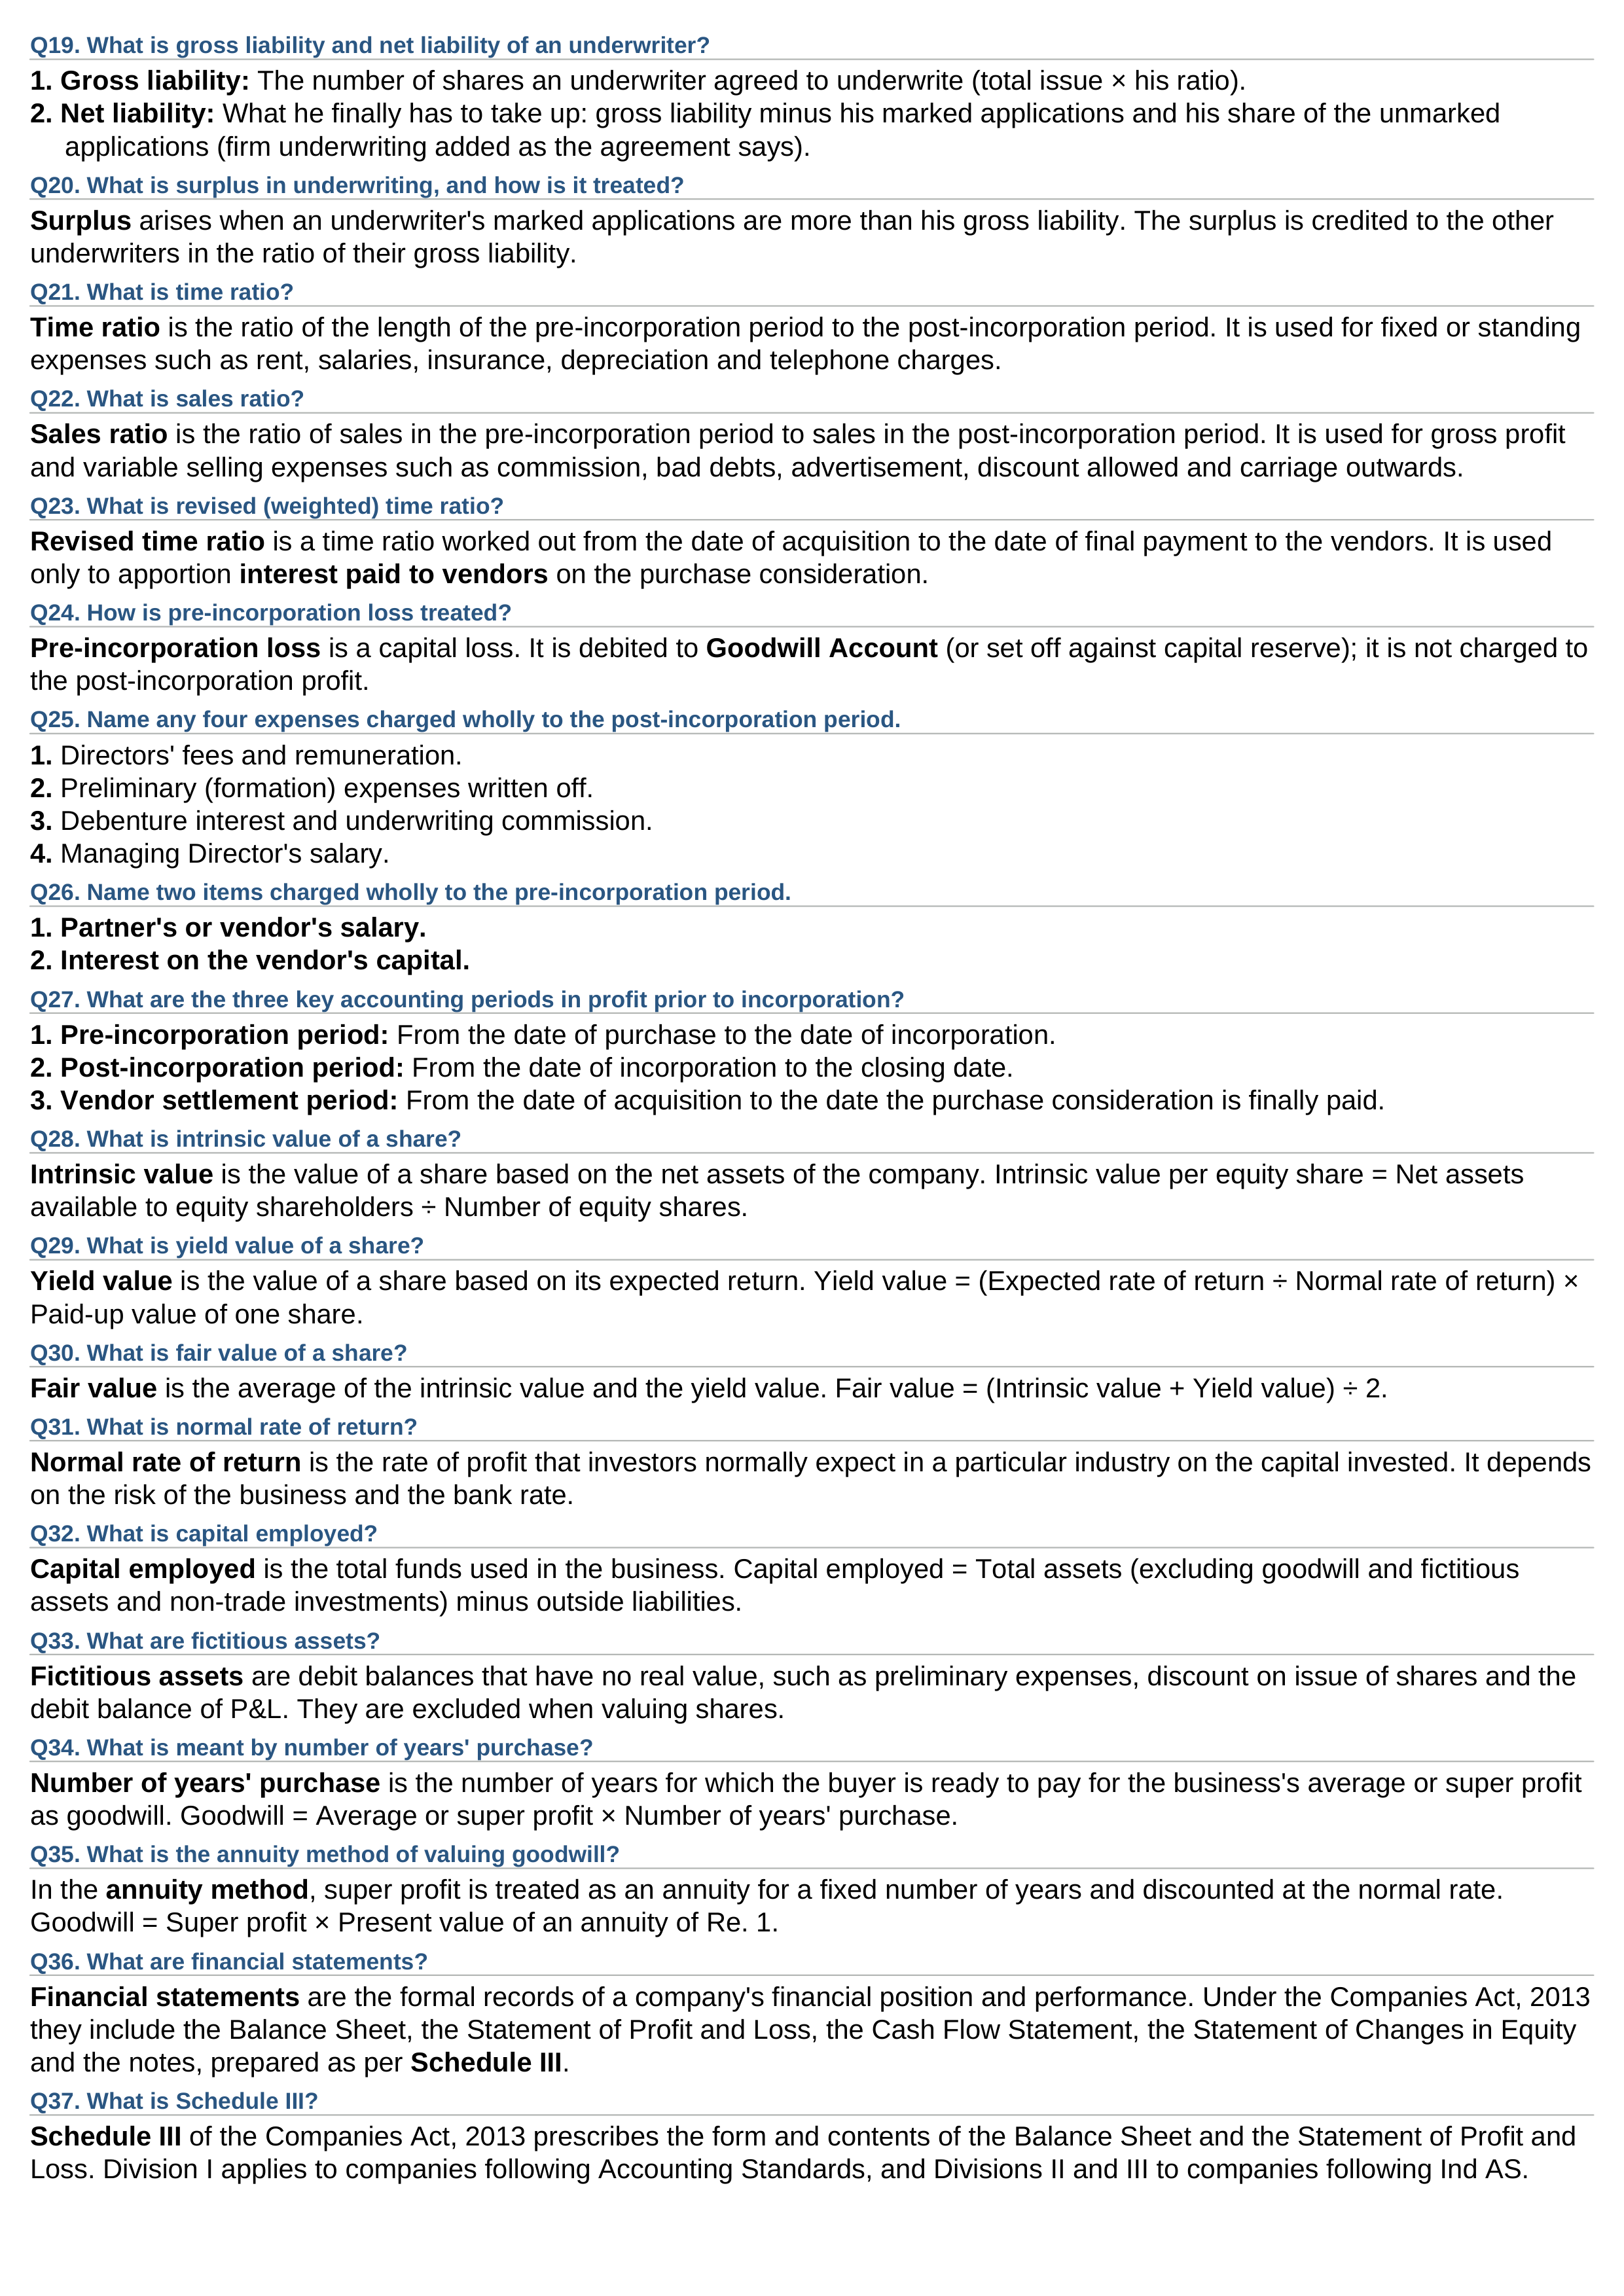 Q19. What is gross liability and net liability of an underwriter?
1. Gross liability: The number of shares an underwriter agreed to underwrite (total issue × his ratio).
2. Net liability: What he finally has to take up: gross liability minus his marked applications and his share of the unmarked
applications (firm underwriting added as the agreement says).
Q20. What is surplus in underwriting, and how is it treated?
Surplus arises when an underwriter's marked applications are more than his gross liability. The surplus is credited to the other
underwriters in the ratio of their gross liability.
Q21. What is time ratio?
Time ratio is the ratio of the length of the pre-incorporation period to the post-incorporation period. It is used for fixed or standing
expenses such as rent, salaries, insurance, depreciation and telephone charges.
Q22. What is sales ratio?
Sales ratio is the ratio of sales in the pre-incorporation period to sales in the post-incorporation period. It is used for gross profit
and variable selling expenses such as commission, bad debts, advertisement, discount allowed and carriage outwards.
Q23. What is revised (weighted) time ratio?
Revised time ratio is a time ratio worked out from the date of acquisition to the date of final payment to the vendors. It is used
only to apportion interest paid to vendors on the purchase consideration.
Q24. How is pre-incorporation loss treated?
Pre-incorporation loss is a capital loss. It is debited to Goodwill Account (or set off against capital reserve); it is not charged to
the post-incorporation profit.
Q25. Name any four expenses charged wholly to the post-incorporation period.
1. Directors' fees and remuneration.
2. Preliminary (formation) expenses written off.
3. Debenture interest and underwriting commission.
4. Managing Director's salary.
Q26. Name two items charged wholly to the pre-incorporation period.
1. Partner's or vendor's salary.
2. Interest on the vendor's capital.
Q27. What are the three key accounting periods in profit prior to incorporation?
1. Pre-incorporation period: From the date of purchase to the date of incorporation.
2. Post-incorporation period: From the date of incorporation to the closing date.
3. Vendor settlement period: From the date of acquisition to the date the purchase consideration is finally paid.
Q28. What is intrinsic value of a share?
Intrinsic value is the value of a share based on the net assets of the company. Intrinsic value per equity share = Net assets
available to equity shareholders ÷ Number of equity shares.
Q29. What is yield value of a share?
Yield value is the value of a share based on its expected return. Yield value = (Expected rate of return ÷ Normal rate of return) ×
Paid-up value of one share.
Q30. What is fair value of a share?
Fair value is the average of the intrinsic value and the yield value. Fair value = (Intrinsic value + Yield value) ÷ 2.
Q31. What is normal rate of return?
Normal rate of return is the rate of profit that investors normally expect in a particular industry on the capital invested. It depends
on the risk of the business and the bank rate.
Q32. What is capital employed?
Capital employed is the total funds used in the business. Capital employed = Total assets (excluding goodwill and fictitious
assets and non-trade investments) minus outside liabilities.
Q33. What are fictitious assets?
Fictitious assets are debit balances that have no real value, such as preliminary expenses, discount on issue of shares and the
debit balance of P&L. They are excluded when valuing shares.
Q34. What is meant by number of years' purchase?
Number of years' purchase is the number of years for which the buyer is ready to pay for the business's average or super profit
as goodwill. Goodwill = Average or super profit × Number of years' purchase.
Q35. What is the annuity method of valuing goodwill?
In the annuity method, super profit is treated as an annuity for a fixed number of years and discounted at the normal rate.
Goodwill = Super profit × Present value of an annuity of Re. 1.
Q36. What are financial statements?
Financial statements are the formal records of a company's financial position and performance. Under the Companies Act, 2013
they include the Balance Sheet, the Statement of Profit and Loss, the Cash Flow Statement, the Statement of Changes in Equity
and the notes, prepared as per Schedule III.
Q37. What is Schedule III?
Schedule III of the Companies Act, 2013 prescribes the form and contents of the Balance Sheet and the Statement of Profit and
Loss. Division I applies to companies following Accounting Standards, and Divisions II and III to companies following Ind AS.